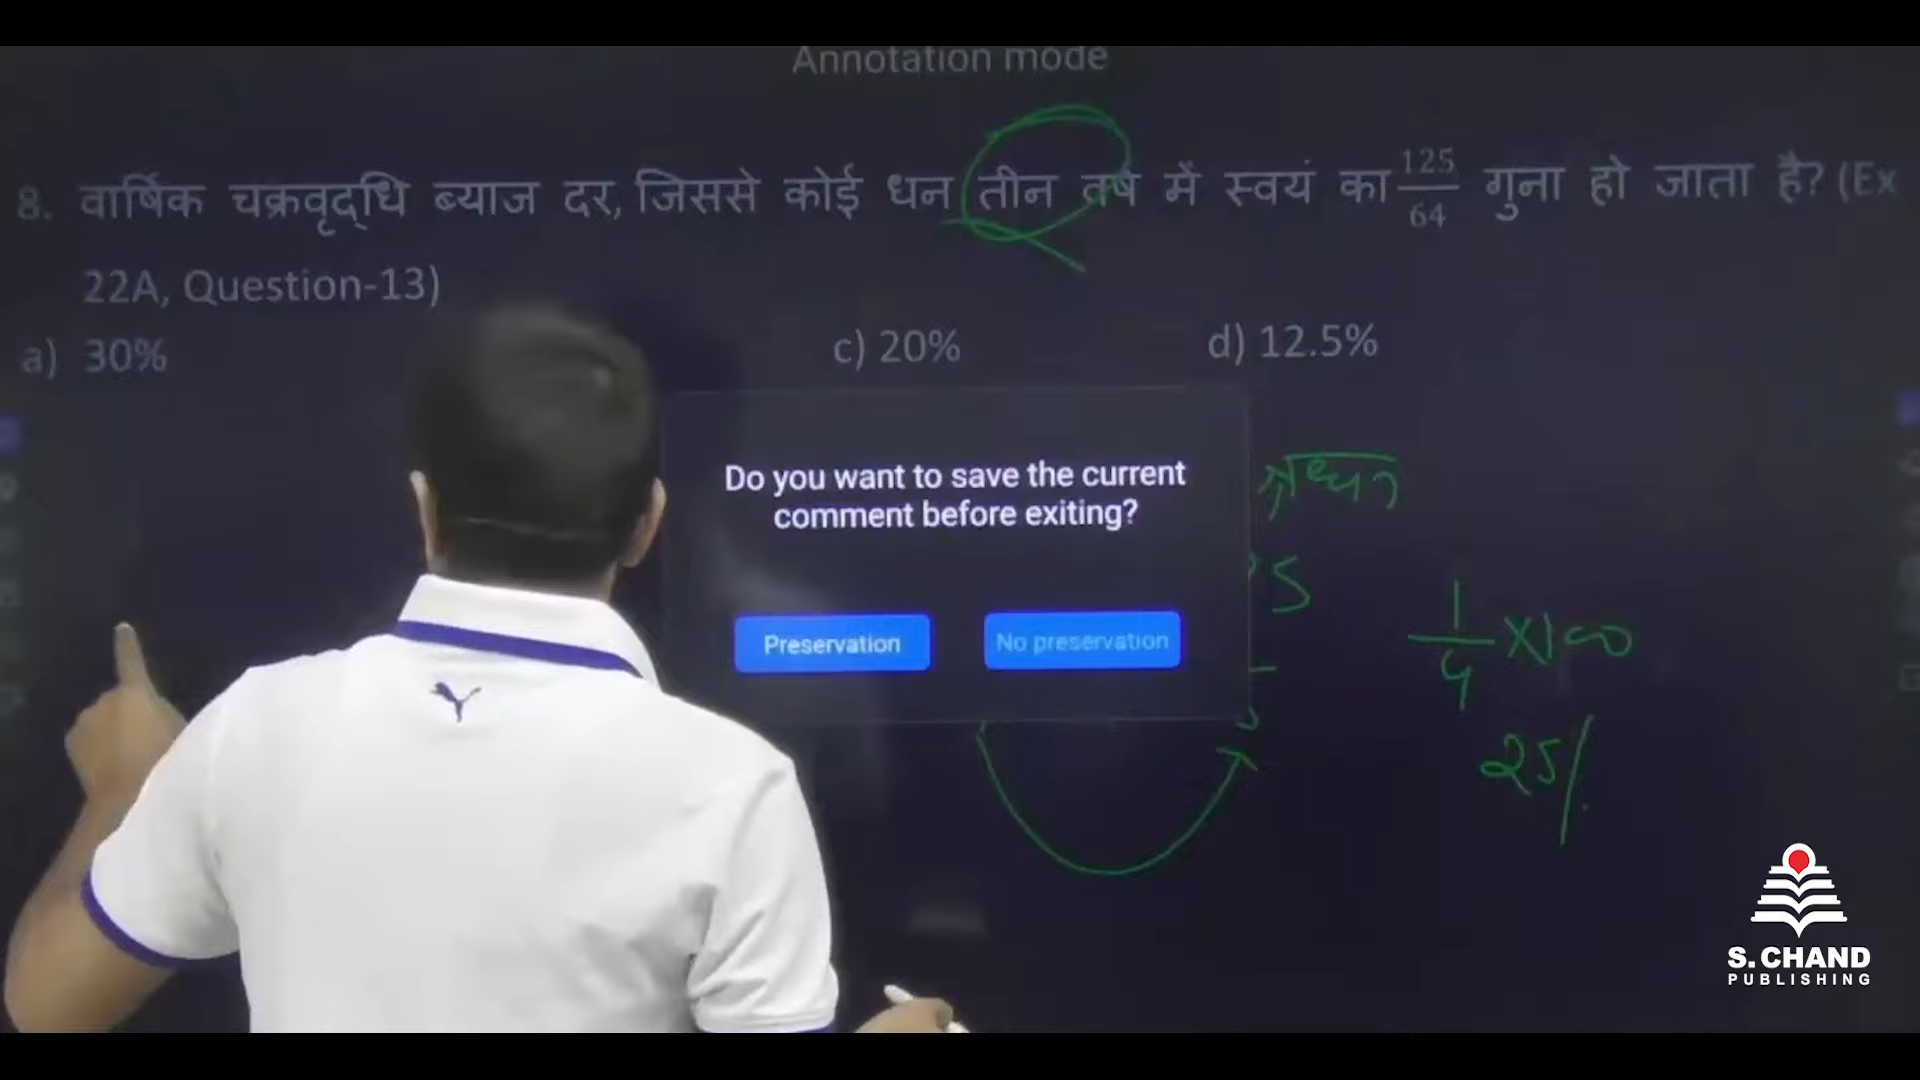 Annotation mode
8. वार्षिक चक्रवृद्धि ब्याज दर, जिससे कोई धन तीन वर्ष में स्वयं का 125/64 गुना हो जाता है? (Ex
22A, Question-13)
a) 30%
c) 20%
d) 12.5%
Do you want to save the current
comment before exiting?
Preservation
No preservation
1/4 X100
25%
S. CHAND
PUBLISHING